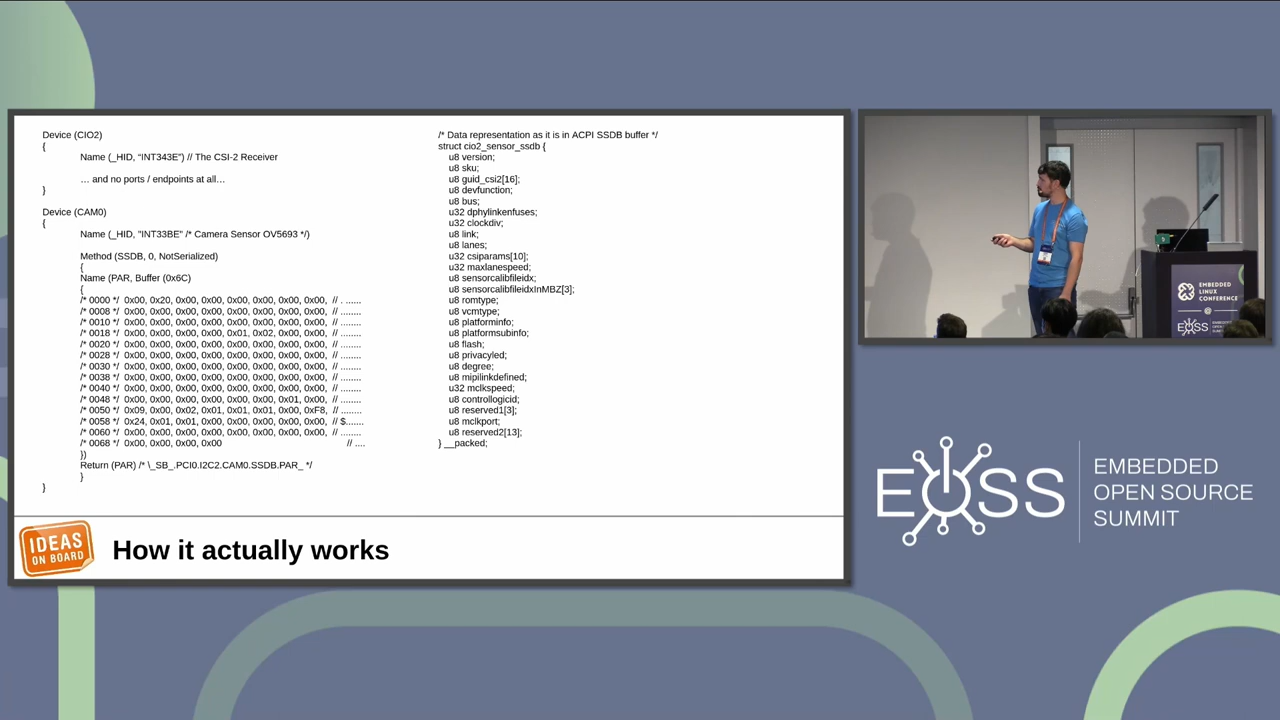 Device (CIO2)
{
Name (_HID, “INT343E”) // The CSI-2 Receiver
… and no ports / endpoints at all…
}
Device (CAM0)
{
Name (_HID, "INT33BE" /* Camera Sensor OV5693 */)
Method (SSDB, 0, NotSerialized)
{
Name (PAR, Buffer (0x6C)
{
/* 0000 */ 0x00, 0x20, 0x00, 0x00, 0x00, 0x00, 0x00, 0x00, // . ......
/* 0008 */ 0x00, 0x00, 0x00, 0x00, 0x00, 0x00, 0x00, 0x00, // ........
/* 0010 */ 0x00, 0x00, 0x00, 0x00, 0x00, 0x00, 0x00, 0x00, // ........
/* 0018 */ 0x00, 0x00, 0x00, 0x00, 0x01, 0x02, 0x00, 0x00, // ........
/* 0020 */ 0x00, 0x00, 0x00, 0x00, 0x00, 0x00, 0x00, 0x00, // ........
/* 0028 */ 0x00, 0x00, 0x00, 0x00, 0x00, 0x00, 0x00, 0x00, // ........
/* 0030 */ 0x00, 0x00, 0x00, 0x00, 0x00, 0x00, 0x00, 0x00, // ........
/* 0038 */ 0x00, 0x00, 0x00, 0x00, 0x00, 0x00, 0x00, 0x00, // ........
/* 0040 */ 0x00, 0x00, 0x00, 0x00, 0x00, 0x00, 0x00, 0x00, // ........
/* 0048 */ 0x00, 0x00, 0x00, 0x00, 0x00, 0x00, 0x01, 0x00, // ........
/* 0050 */ 0x09, 0x00, 0x02, 0x01, 0x01, 0x01, 0x00, 0xF8, // ........
/* 0058 */ 0x24, 0x01, 0x01, 0x00, 0x00, 0x00, 0x00, 0x00, // $.......
/* 0060 */ 0x00, 0x00, 0x00, 0x00, 0x00, 0x00, 0x00, 0x00, // ........
/* 0068 */ 0x00, 0x00, 0x00, 0x00 // ....
})
Return (PAR) /* \_SB_.PCI0.I2C2.CAM0.SSDB.PAR_ */
}
}
/* Data representation as it is in ACPI SSDB buffer */
struct cio2_sensor_ssdb {
u8 version;
u8 sku;
u8 guid_csi2[16];
u8 devfunction;
u8 bus;
u32 dphylinkenfuses;
u32 clockdiv;
u8 link;
u8 lanes;
u32 csiparams[10];
u32 maxlanespeed;
u8 sensorcalibfileidx;
u8 sensorcalibfileidxInMBZ[3];
u8 romtype;
u8 vcmtype;
u8 platforminfo;
u8 platformsubinfo;
u8 flash;
u8 privacyled;
u8 degree;
u8 mipilinkdefined;
u32 mclkspeed;
u8 controllogicid;
u8 reserved1[3];
u8 mclkport;
u8 reserved2[13];
} __packed;
IDEAS
ON BOARD
How it actually works
EMBEDDED
LINUX
CONFERENCE
EOSS
EMBEDDED
OPEN SOURCE
SUMMIT
EOSS
EMBEDDED
OPEN SOURCE
SUMMIT